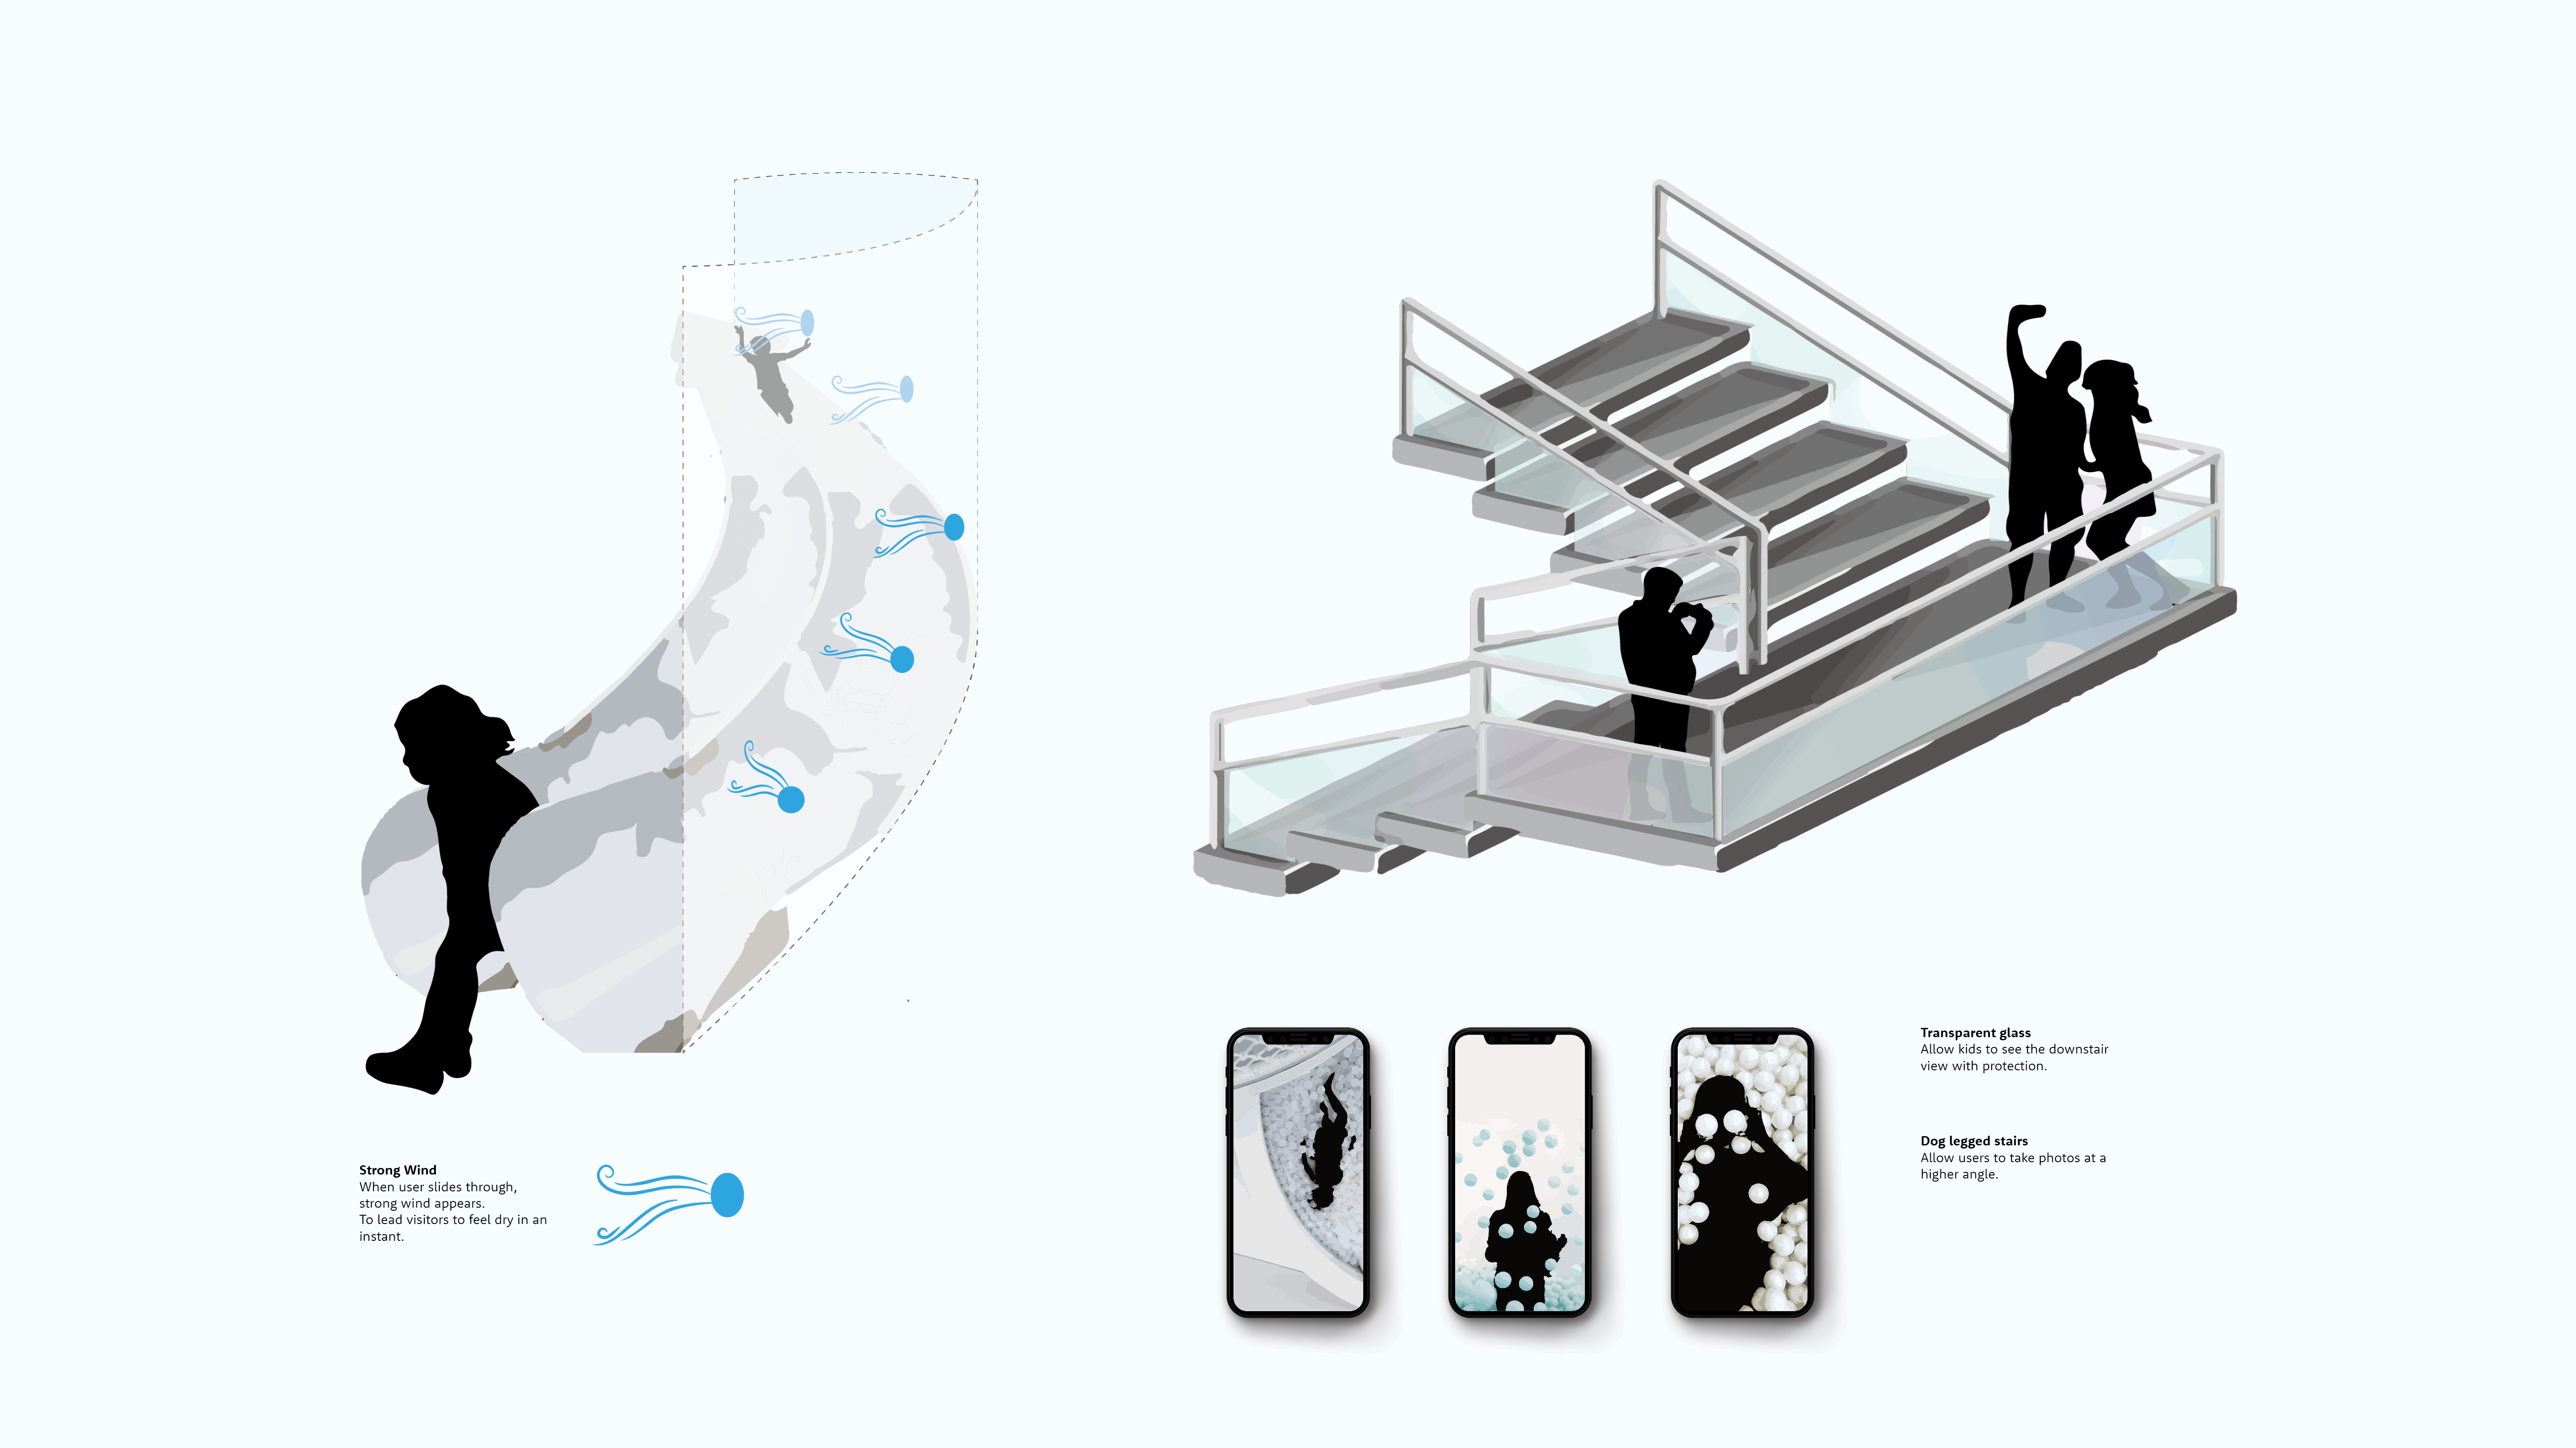 Strong Wind
When user slides through,
strong wind appears.
To lead visitors to feel dry in an
instant.
Transparent glass
Allow kids to see the downstair
view with protection.
Dog legged stairs
Allow users to take photos at a
higher angle.